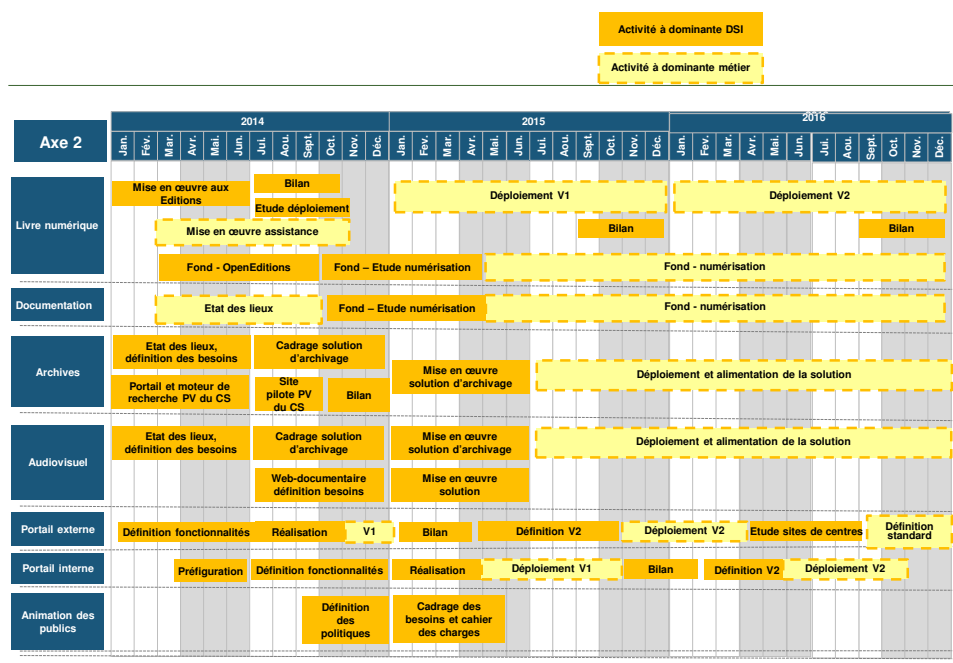 Activité à dominante DSI
Activité à dominante métier
Axe 2
2014
2015
2016
Jan. Fév. Mar. Avr. Mai. Jun. Jui. Aou. Sept. Oct. Nov. Déc. Jan Fév. Mar. Avr. Mai Jun. Jui. Aou. Sept. Oct. Nov. Déc. Jan. Fév. Mar. Avr. Mai. Jun. Jui. Aou. Sept Oct. Nov. Déc.
Livre numérique
Mise en œuvre aux
Editions
Bilan
Etude déploiement
Mise en œuvre assistance
Déploiement V1
Déploiement V2
Bilan
Bilan
Fond - OpenEditions
Fond – Etude numérisation
Fond - numérisation
Documentation
Etat des lieux
Fond – Etude numérisation
Fond - numérisation
Archives
Etat des lieux,
définition des besoins
Cadrage solution
d'archivage
Portail et moteur de
recherche PV du CS
Site
pilote PV
du CS
Bilan
Mise en œuvre
solution d'archivage
Déploiement et alimentation de la solution
Audiovisuel
Etat des lieux,
définition des besoins
Cadrage solution
d'archivage
Mise en œuvre
solution d'archivage
Déploiement et alimentation de la solution
Web-documentaire
définition besoins
Mise en œuvre
solution
Portail externe
Définition fonctionnalités
Réalisation
V1
Bilan
Définition V2
Déploiement V2
Etude sites de centres
Définition
standard
Portail interne
Préfiguration
Définition fonctionnalités
Réalisation
Déploiement V1
Bilan
Définition V2
Déploiement V2
Animation des
publics
Définition
des
politiques
Cadrage des
besoins et cahier
des charges